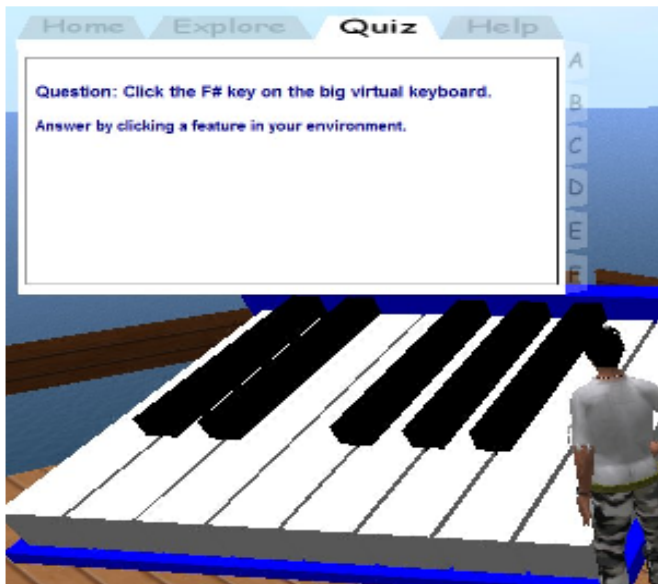 Home Explore Quiz Help
Question: Click the F# key on the big virtual keyboard.
Answer by clicking a feature in your environment.
A
B
C
D
E
F